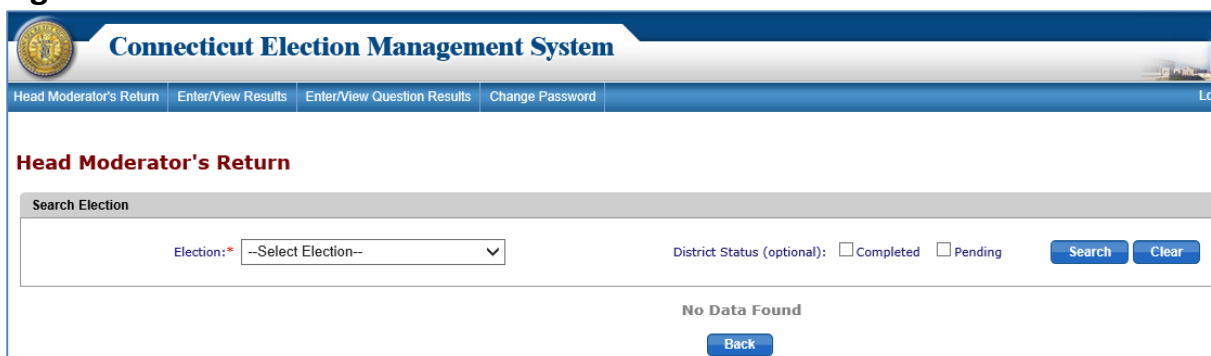 Connecticut Election Management System
Head Moderator's Return Enter/View Results Enter/View Question Results Change Password
Head Moderator's Return
Search Election
Election:* --Select Election-- District Status (optional): Completed Pending Search Clear
No Data Found
Back